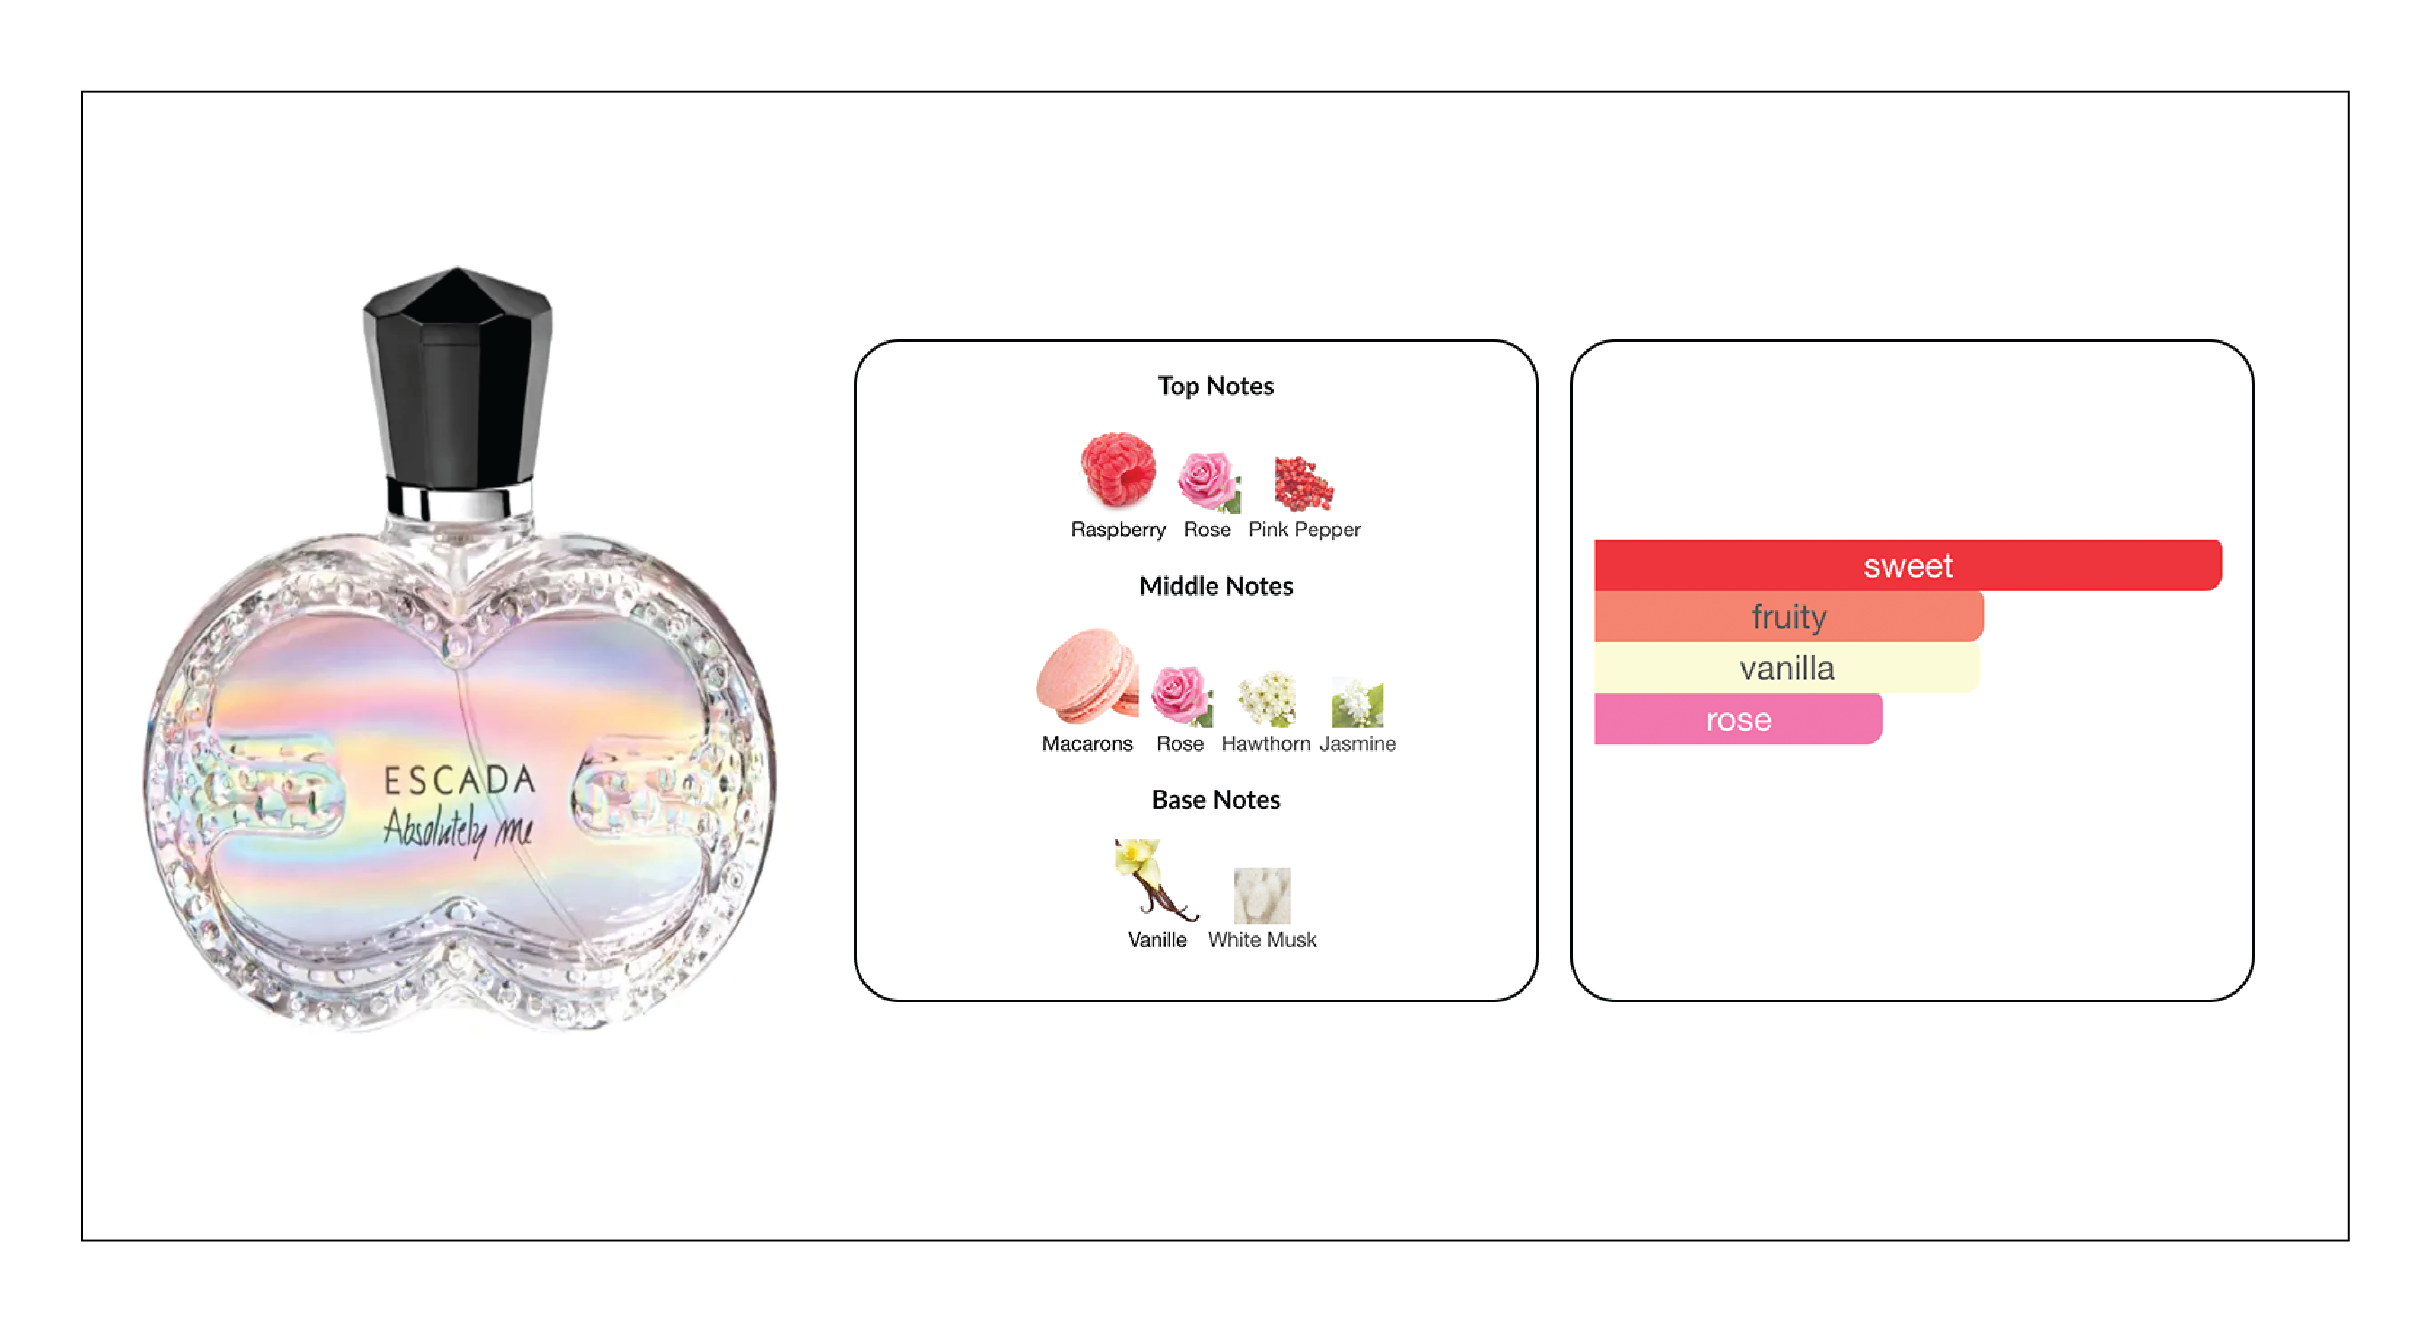 ESCADA
Absolutely me
Top Notes
Raspberry Rose Pink Pepper
Middle Notes
Macarons Rose Hawthorn Jasmine
Base Notes
Vanille White Musk
sweet
fruity
vanilla
rose